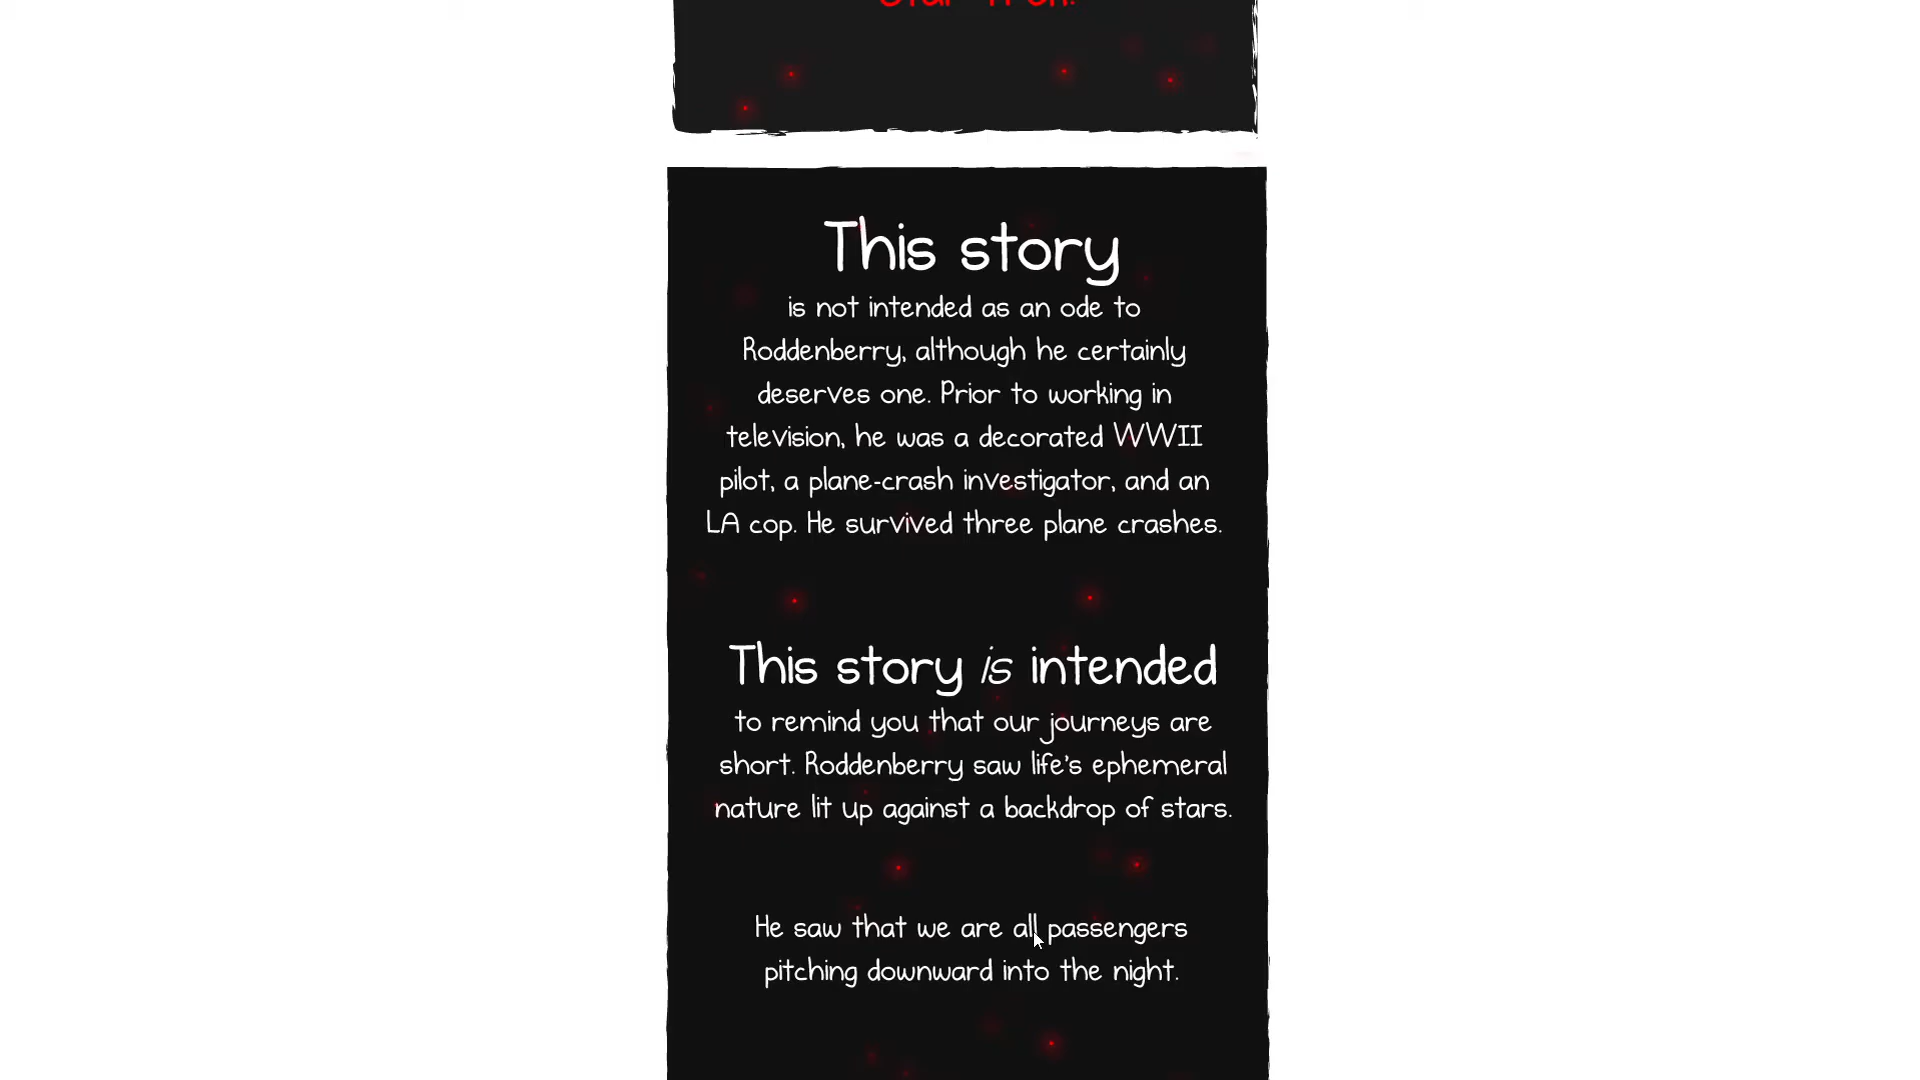 Star Trek.
This story
is not intended as an ode to
Roddenberry, although he certainly
deserves one. Prior to working in
television, he was a decorated WWII
pilot, a plane-crash investigator, and an
LA cop. He survived three plane crashes.
This story is intended
to remind you that our journeys are
short. Roddenberry saw life's ephemeral
nature lit up against a backdrop of stars.
He saw that we are all passengers
pitching downward into the night.